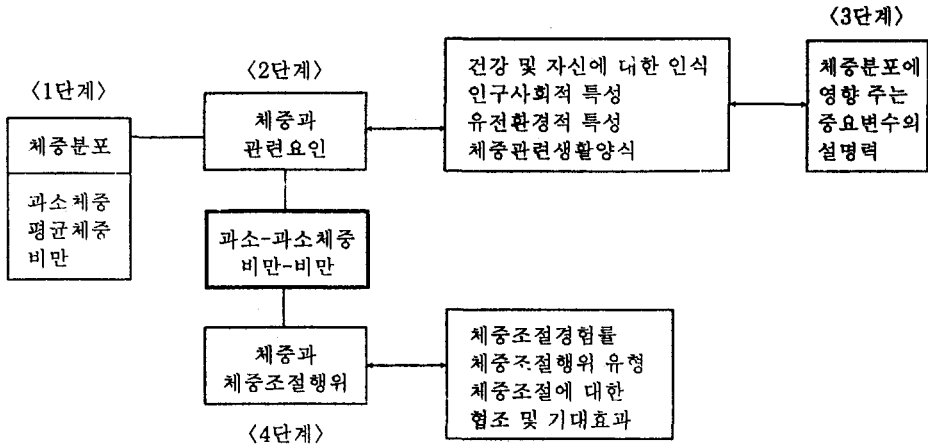 〈1단계〉
체중분포
과소체중
평균체중
비만
〈2단계〉
체중과
관련요인
건강 및 자신에 대한 인식
인구사회적 특성
유전환경적 특성
체중관련생활양식
〈3단계〉
체중분포에
영향 주는
중요변수의
설명력
과소-과소체중
비만-비만
체중과
체중조절행위
〈4단계〉
체중조절경험률
체중조절행위 유형
체중조절에 대한
협조 및 기대효과